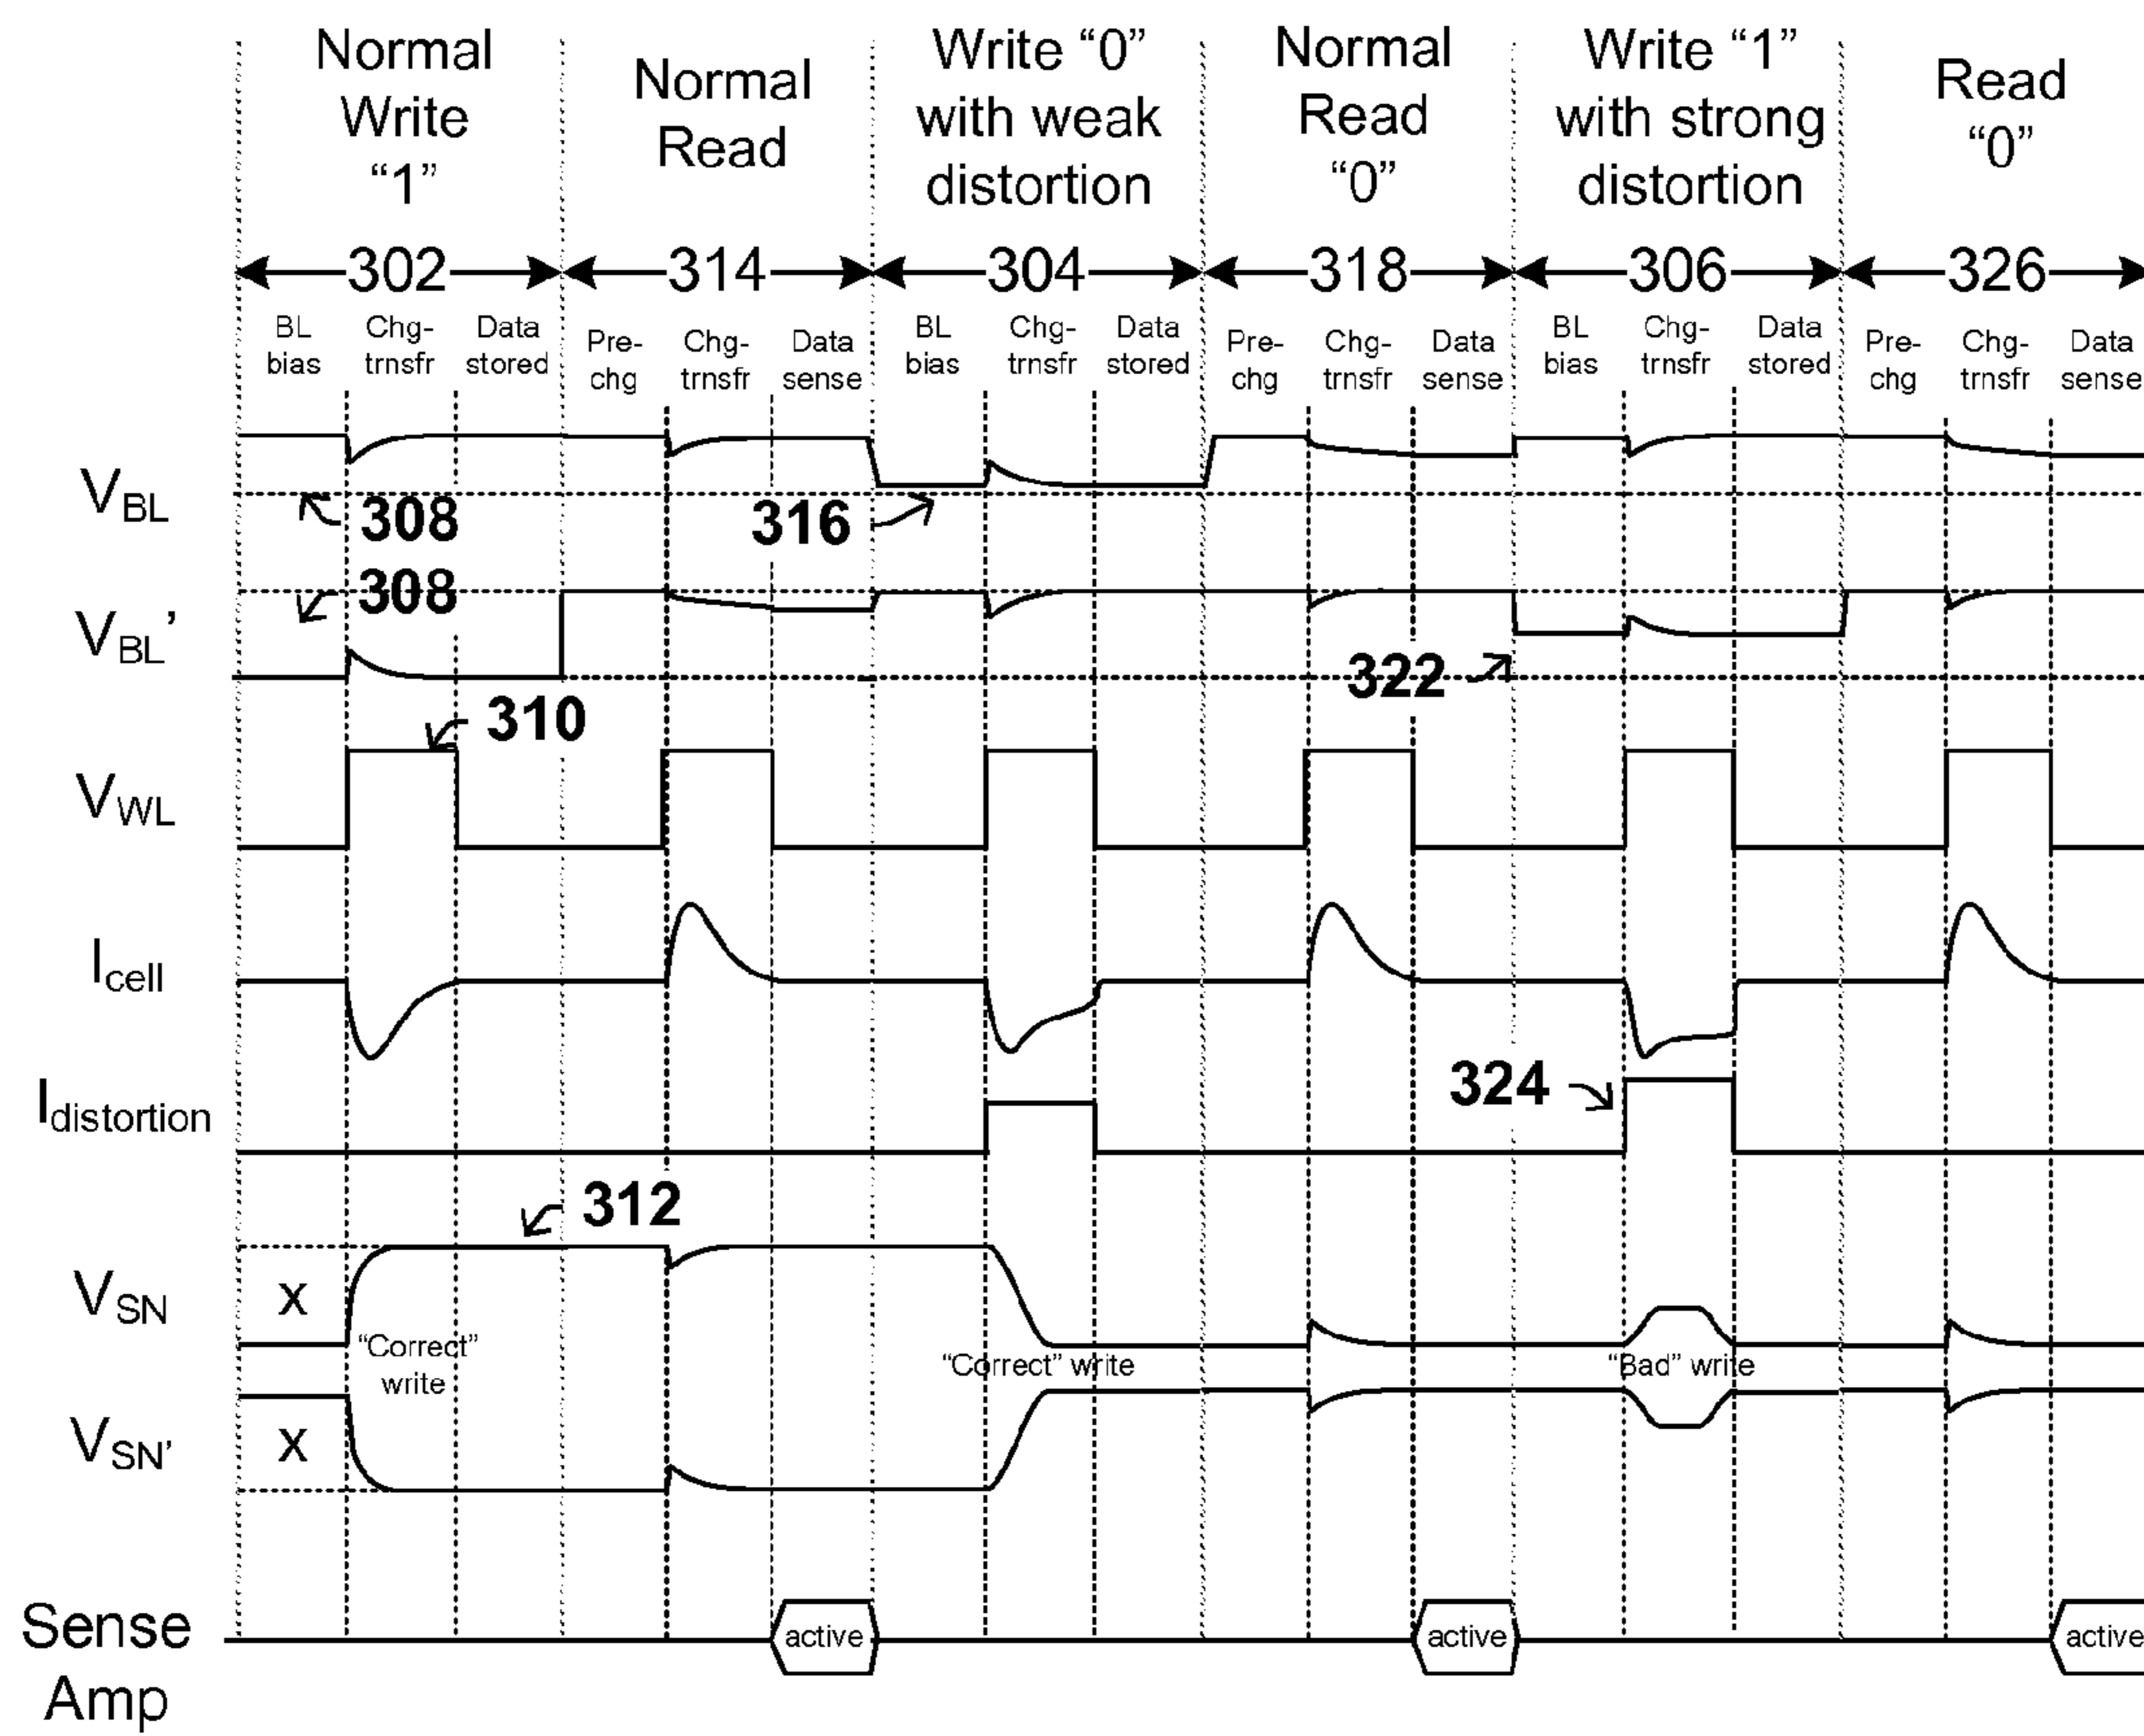 Normal
Write
“1”
Normal
Read
Write “0”
with weak
distortion
Normal
Read
“0”
Write “1”
with strong
distortion
Read
“0”
302
314
304
318
306
326
BL
bias
Chg-
trnsfr
Data
stored
Pre-
chg
Chg-
trnsfr
Data
sense
BL
bias
Chg-
trnsfr
Data
stored
Pre-
chg
Chg-
trnsfr
Data
sense
BL
bias
Chg-
trnsfr
Data
stored
Pre-
chg
Chg-
trnsfr
Data
sense
VBL
308
316
308
VBL’
322
310
VWL
Icell
324
Idistortion
312
VSN
X
“Correct”
write
“Correct” write
“Bad” write
VSN’
X
Sense
Amp
active
active
active